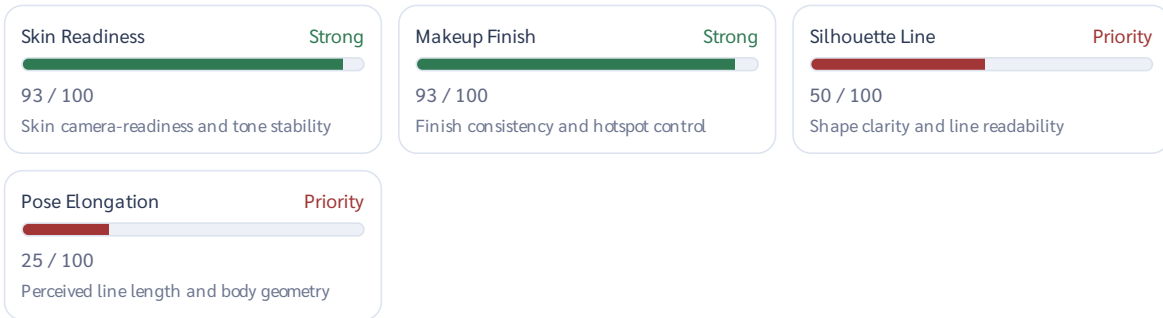 Skin Readiness Strong
93 / 100
Skin camera-readiness and tone stability
Makeup Finish Strong
93 / 100
Finish consistency and hotspot control
Silhouette Line Priority
50 / 100
Shape clarity and line readability
Pose Elongation Priority
25 / 100
Perceived line length and body geometry